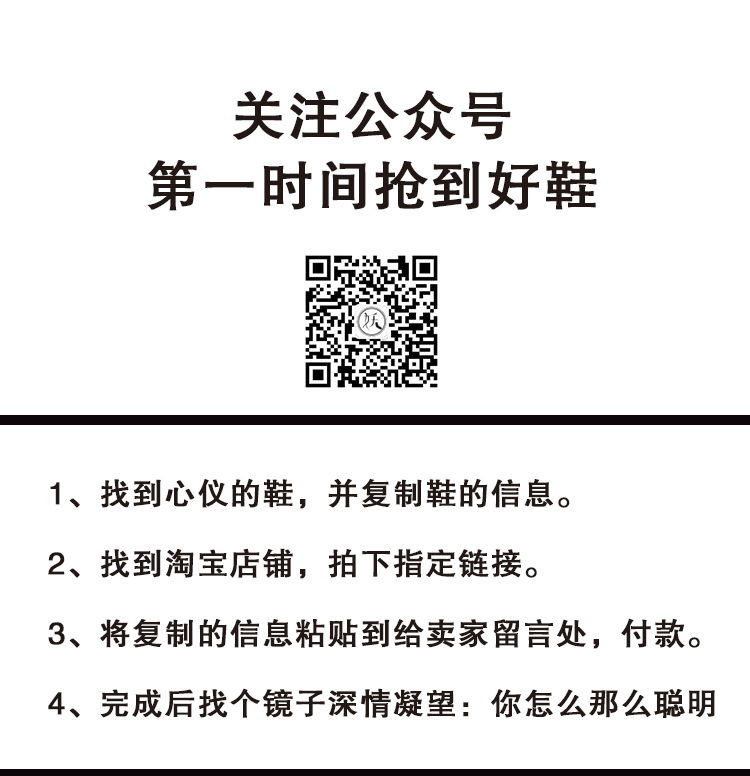 关注公众号
第一时间抢到好鞋
妖
1、找到心仪的鞋，并复制鞋的信息。
2、找到淘宝店铺，拍下指定链接。
3、将复制的信息粘贴到给卖家留言处，付款。
4、完成后找个镜子深情凝望：你怎么那么聪明